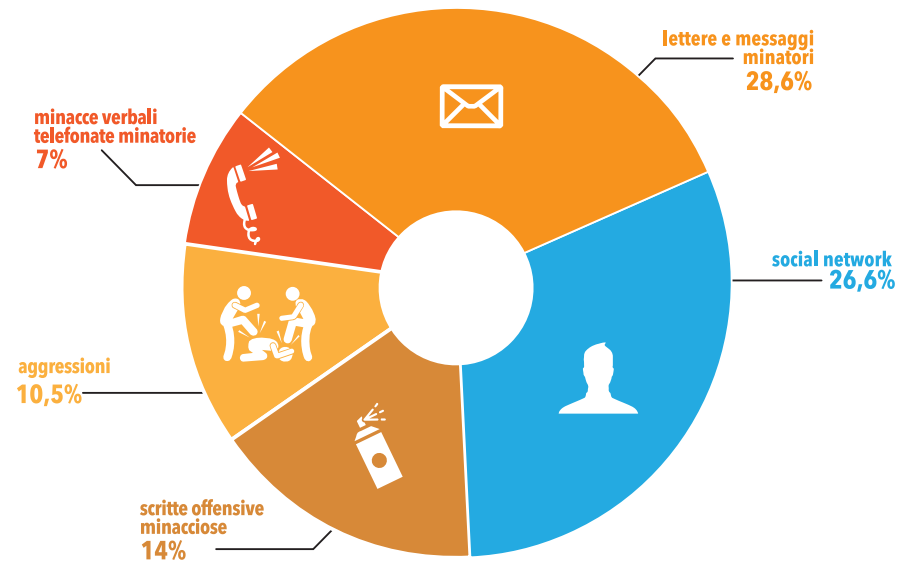 lettere e messaggi
minatori
28,6%
minacce verbali
telefonate minatorie
7%
social network
26,6%
aggressioni
10,5%
scritte offensive
minacciose
14%